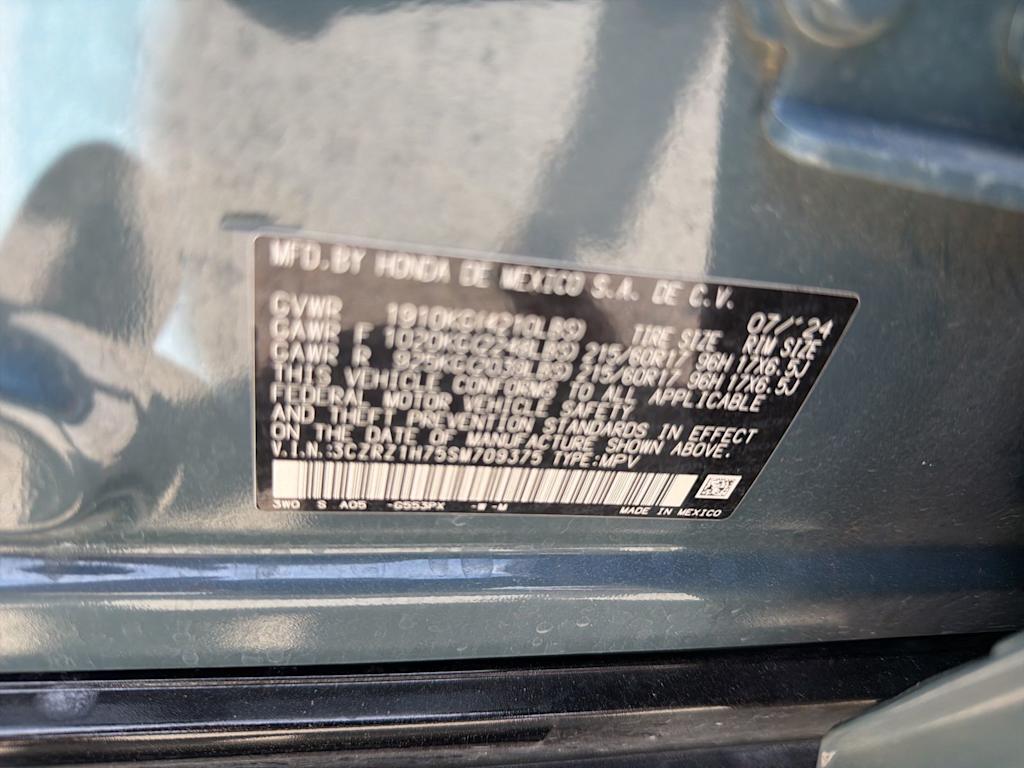 MFD. BY HONDA DE MEXICO S.A. DE C.V.
07/'24
GVWR 1910KG(4210LBS) TIRE SIZE RIM SIZE
GAWR F 1020KG(2248LBS) 215/60R17 96H 17X6.5J
GAWR R 925KG(2039LBS) 215/60R17 96H 17X6.5J
THIS VEHICLE CONFORMS TO ALL APPLICABLE
FEDERAL MOTOR VEHICLE SAFETY
AND THEFT PREVENTION STANDARDS IN EFFECT
ON THE DATE OF MANUFACTURE SHOWN ABOVE.
V.I.N.:3CZRZ1H75SM709375 TYPE:MPV
3W0 S A05 -G553PX -W -M
MADE IN MEXICO